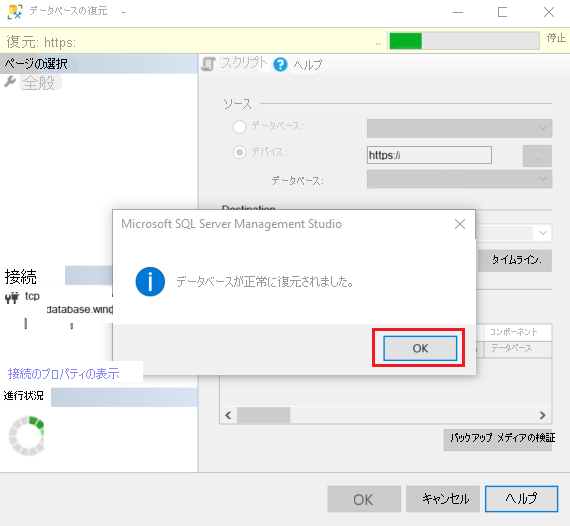 データベースの復元 -
復元: https: ..
停止
ページの選択
全般
スクリプト ヘルプ
ソース
データベース:
デバイス:
https://
...
データベース:
Destination
タイムライン.
Microsoft SQL Server Management Studio
データベースが正常に復元されました。
OK
接続
tcp
database.wind
接続のプロパティの表示
進行状況
コンポーネント
データベース
バックアップ メディアの検証
OK
キャンセル
ヘルプ